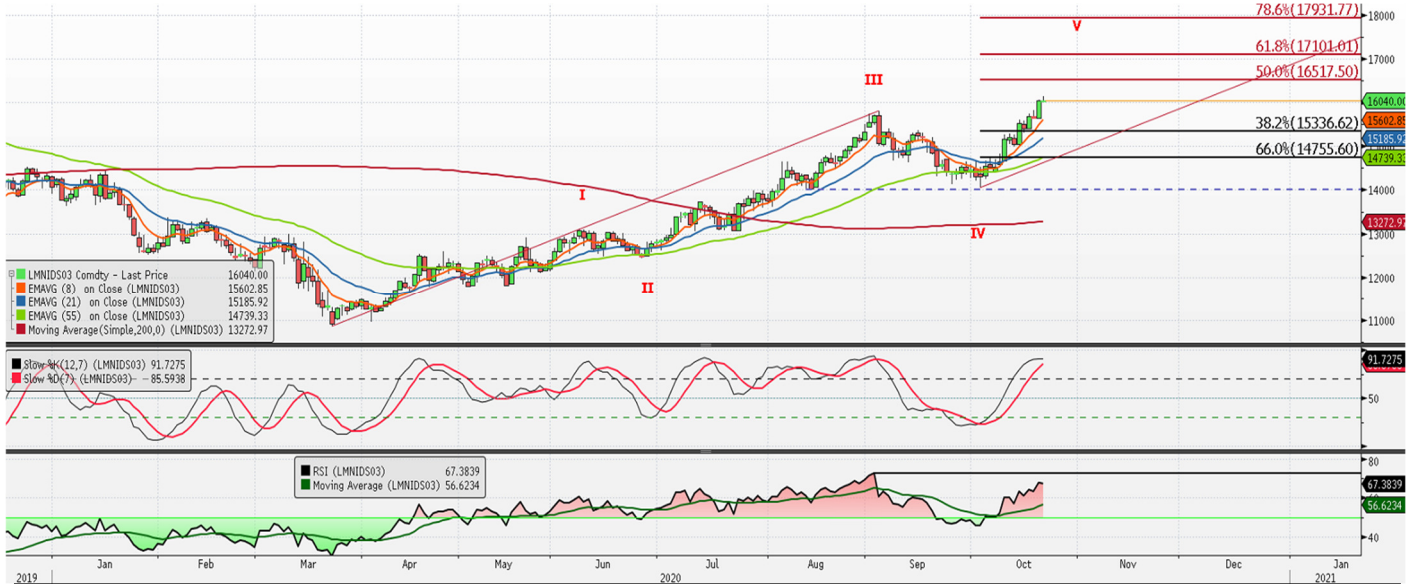 78.6%(17931.77)
18000
V
61.8%(17101.01)
17000
50.0%(16517.50)
III
16040.00
15602.85
38.2%(15336.62)
15185.92
66.0%(14755.60)
14739.33
14000
I
13272.97
13000
IV
II
12000
11000
LMNIDS03 Comdty - Last Price 16040.00
EMAVG (8) on Close (LMNIDS03) 15602.85
EMAVG (21) on Close (LMNIDS03) 15185.92
EMAVG (55) on Close (LMNIDS03) 14739.33
Moving Average(Simple,200,0) (LMNIDS03) 13272.97
Slow %K(12,7) (LMNIDS03) 91.7275
Slow %D(7) (LMNIDS03) 85.5938
91.7275
50
RSI (LMNIDS03) 67.3839
Moving Average (LMNIDS03) 56.6234
80
67.3839
56.6234
40
Jan Feb Mar Apr May Jun Jul Aug Sep Oct Nov Dec Jan
2019 2020 2021